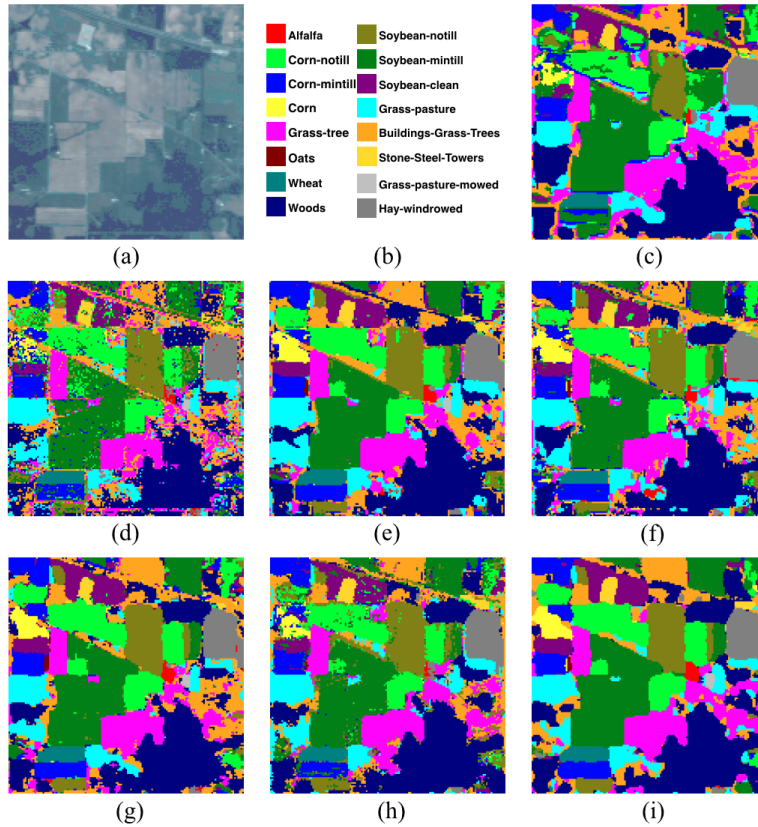 Alfalfa
Corn-notill
Corn-mintill
Corn
Grass-tree
Oats
Wheat
Woods
Soybean-notill
Soybean-mintill
Soybean-clean
Grass-pasture
Buildings-Grass-Trees
Stone-Steel-Towers
Grass-pasture-mowed
Hay-windrowed
(a)
(b)
(c)
(d)
(e)
(f)
(g)
(h)
(i)